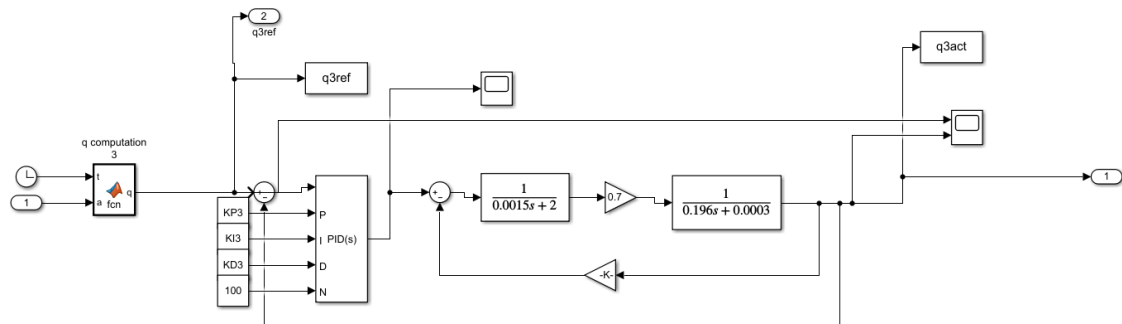 2
q3ref
q3act
q3ref
q computation
3
t
a
fcn
q
1
+
−
KP3
KI3
KD3
100
P
I
D
N
PID(s)
+
−
1
0.0015s + 2
0.7
1
0.196s + 0.0003
-K-
1